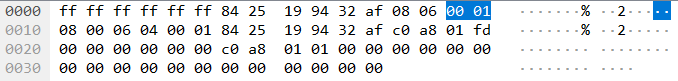 0000 ff ff ff ff ff ff 84 25 19 94 32 af 08 06 00 01 ·······% ··2·····
0010 08 00 06 04 00 01 84 25 19 94 32 af c0 a8 01 fd ·······% ··2·····
0020 00 00 00 00 00 00 c0 a8 01 01 00 00 00 00 00 00 ········ ········
0030 00 00 00 00 00 00 00 00 00 00 00 00 ········ ····